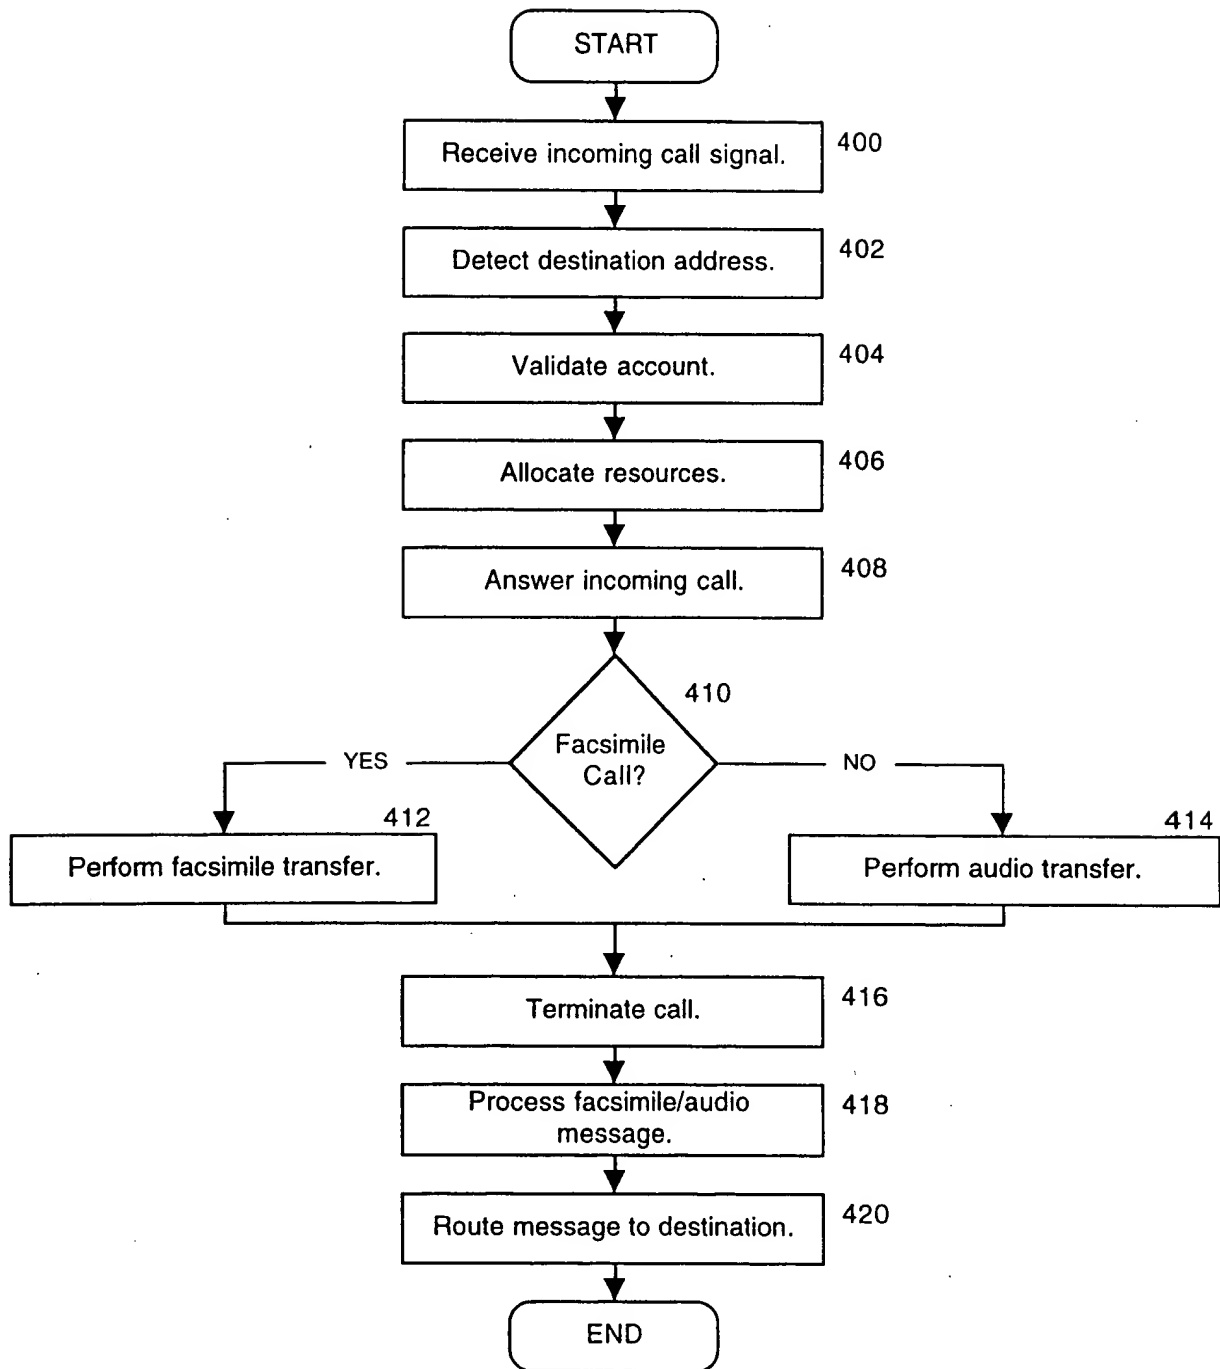 START
Receive incoming call signal.
400
Detect destination address.
402
Validate account.
404
Allocate resources.
406
Answer incoming call.
408
410
Facsimile
Call?
YES
NO
412
Perform facsimile transfer.
414
Perform audio transfer.
Terminate call.
416
Process facsimile/audio
message.
418
Route message to destination.
420
END